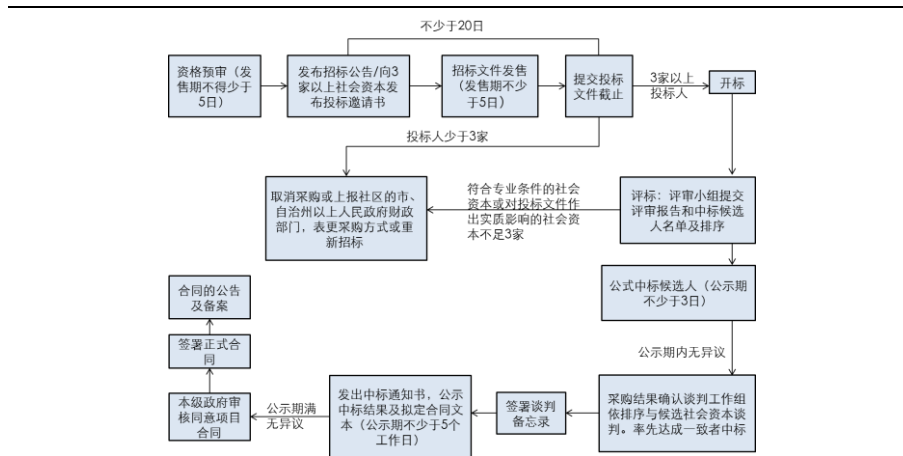 不少于20日
资格预审（发
售期不得少于
5日）
发布招标公告/向3
家以上社会资本发
布投标邀请书
招标文件发售
（发售期不少
于5日）
提交投标
文件截止
3家以上
投标人
开标
投标人少于3家
取消采购或上报社区的市、
自治州以上人民政府财政
部门，表更采购方式或重
新招标
符合专业条件的社会
资本或对投标文件作
出实质影响的社会资
本不足3家
评标：评审小组提交
评审报告和中标候选
人名单及排序
公式中标候选人（公示期
不少于3日）
公示期内无异议
采购结果确认谈判工作组
依排序与候选社会资本谈
判。率先达成一致者中标
签署谈判
备忘录
发出中标通知书，公示
中标结果及拟定合同文
本（公示期不少于5个
工作日）
公示期满
无异议
本级政府审
核同意项目
合同
签署正式合
同
合同的公告
及备案